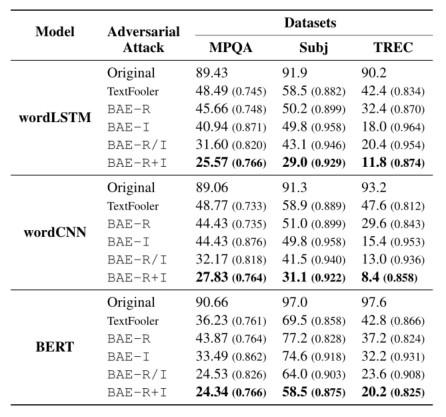 Model Adversarial Attack Datasets
MPQA Subj TREC
wordLSTM
Original 89.43 91.9 90.2
TextFooler 48.49 (0.745) 58.5 (0.882) 42.4 (0.834)
BAE-R 45.66 (0.748) 50.2 (0.899) 32.4 (0.870)
BAE-I 40.94 (0.871) 49.8 (0.958) 18.0 (0.964)
BAE-R/I 31.60 (0.820) 43.1 (0.946) 20.4 (0.954)
BAE-R+I 25.57 (0.766) 29.0 (0.929) 11.8 (0.874)
wordCNN
Original 89.06 91.3 93.2
TextFooler 48.77 (0.733) 58.9 (0.889) 47.6 (0.812)
BAE-R 44.43 (0.735) 51.0 (0.899) 29.6 (0.843)
BAE-I 44.43 (0.876) 49.8 (0.958) 15.4 (0.953)
BAE-R/I 32.17 (0.818) 41.5 (0.940) 13.0 (0.936)
BAE-R+I 27.83 (0.764) 31.1 (0.922) 8.4 (0.858)
BERT
Original 90.66 97.0 97.6
TextFooler 36.23 (0.761) 69.5 (0.858) 42.8 (0.866)
BAE-R 43.87 (0.764) 77.2 (0.828) 37.2 (0.824)
BAE-I 33.49 (0.862) 74.6 (0.918) 32.2 (0.931)
BAE-R/I 24.53 (0.826) 64.0 (0.903) 23.6 (0.908)
BAE-R+I 24.34 (0.766) 58.5 (0.875) 20.2 (0.825)